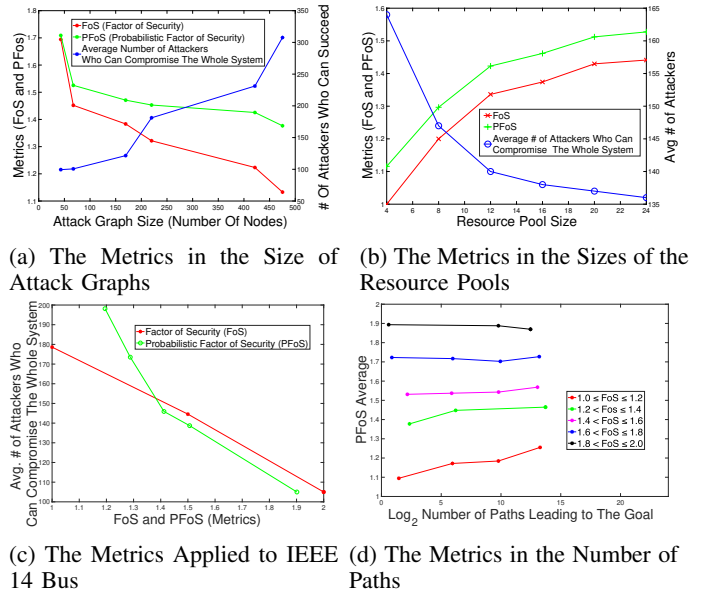 FoS (Factor of Security)
PFoS (Probabilistic Factor of Security)
Average Number of Attackers
Who Can Compromise The Whole System
Metrics (FoS and PFos)
1.8
1.7
1.6
1.5
1.4
1.3
1.2
1.1
0 50 100 150 200 250 300 350 400 450 500
Attack Graph Size (Number Of Nodes)
350
300
250
200
150
100
50
# Of Attackers Who Can Succeed
(a) The Metrics in the Size of
Attack Graphs
Metrics (FoS and PFoS)
1.6
1.5
1.4
1.3
1.2
1.1
1
4 8 12 16 20 24
Resource Pool Size
FoS
PFoS
Average # of Attackers Who Can
Compromise The Whole System
165
160
155
150
145
140
135
Avg # of Attackers
(b) The Metrics in the Sizes of the
Resource Pools
Avg. # of Attackers Who
Can Compromise The Whole System
200
190
180
170
160
150
140
130
120
110
100
1 1.1 1.2 1.3 1.4 1.5 1.6 1.7 1.8 1.9 2
FoS and PFoS (Metrics)
Factor of Security (FoS)
Probabilistic Factor of Security (PFoS)
(c) The Metrics Applied to IEEE
14 Bus
PFoS Average
2
1.9
1.8
1.7
1.6
1.5
1.4
1.3
1.2
1.1
1
0 5 10 15 20
Log2 Number of Paths Leading to The Goal
1.0 ≤ FoS ≤ 1.2
1.2 < Fos ≤ 1.4
1.4 < FoS ≤ 1.6
1.6 < FoS ≤ 1.8
1.8 < FoS ≤ 2.0
(d) The Metrics in the Number of
Paths